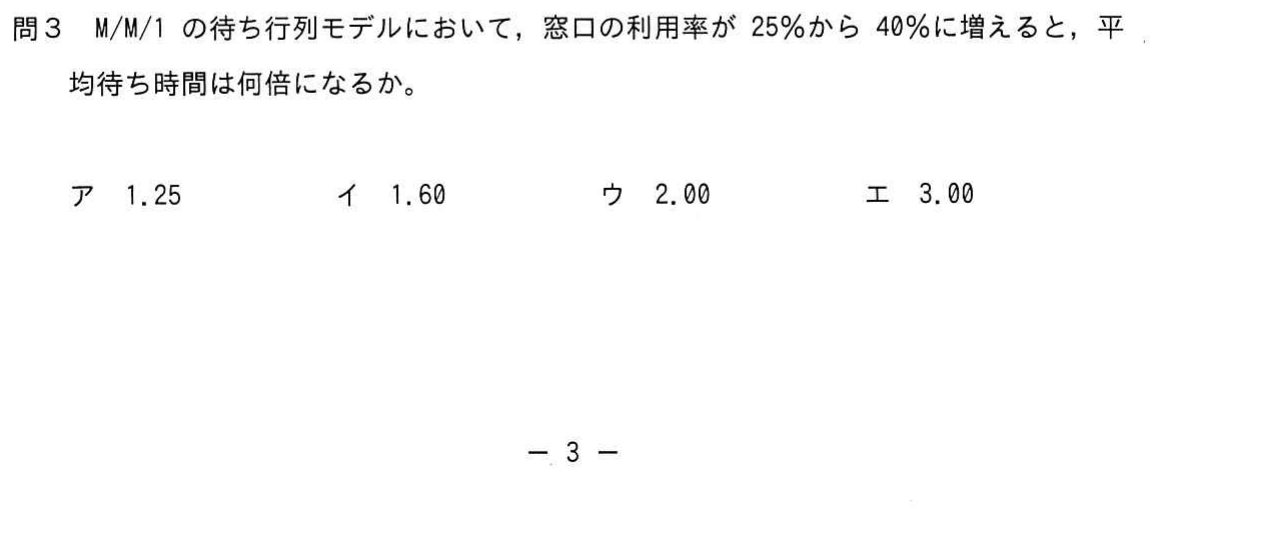 問３　M/M/1 の待ち行列モデルにおいて，窓口の利用率が 25％から 40％に増えると，平
均待ち時間は何倍になるか。
ア　1.25　イ　1.60　ウ　2.00　エ　3.00
― 3 ―